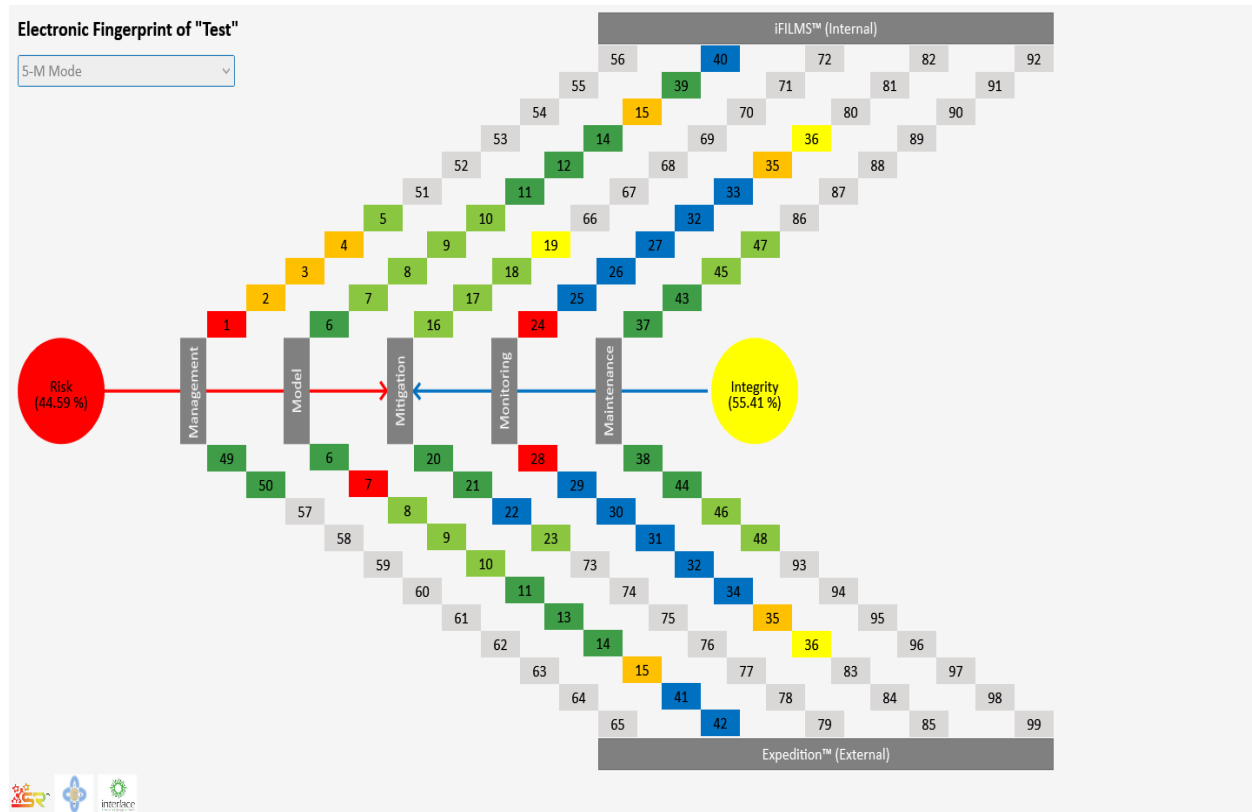 Electronic Fingerprint of "Test"
iFILMS™ (Internal)
5-M Mode
56 40 72 82 92
55 39 71 81 91
54 15 70 80 90
53 14 69 36 89
52 12 68 35 88
51 11 67 33 87
5 10 66 32 86
4 9 19 27 47
3 8 18 26 45
2 7 17 25 43
1 6 16 24 37
Management
Model
Mitigation
Monitoring
Maintenance
Risk
(44.59 %)
Integrity
(55.41 %)
49 6 20 28 38
50 7 21 29 44
57 8 22 30 46
58 9 23 31 48
59 10 73 32 93
60 11 74 34 94
61 13 75 35 95
62 14 76 36 96
63 15 77 83 97
64 41 78 84 98
65 42 79 85 99
Expedition™ (External)
interlace